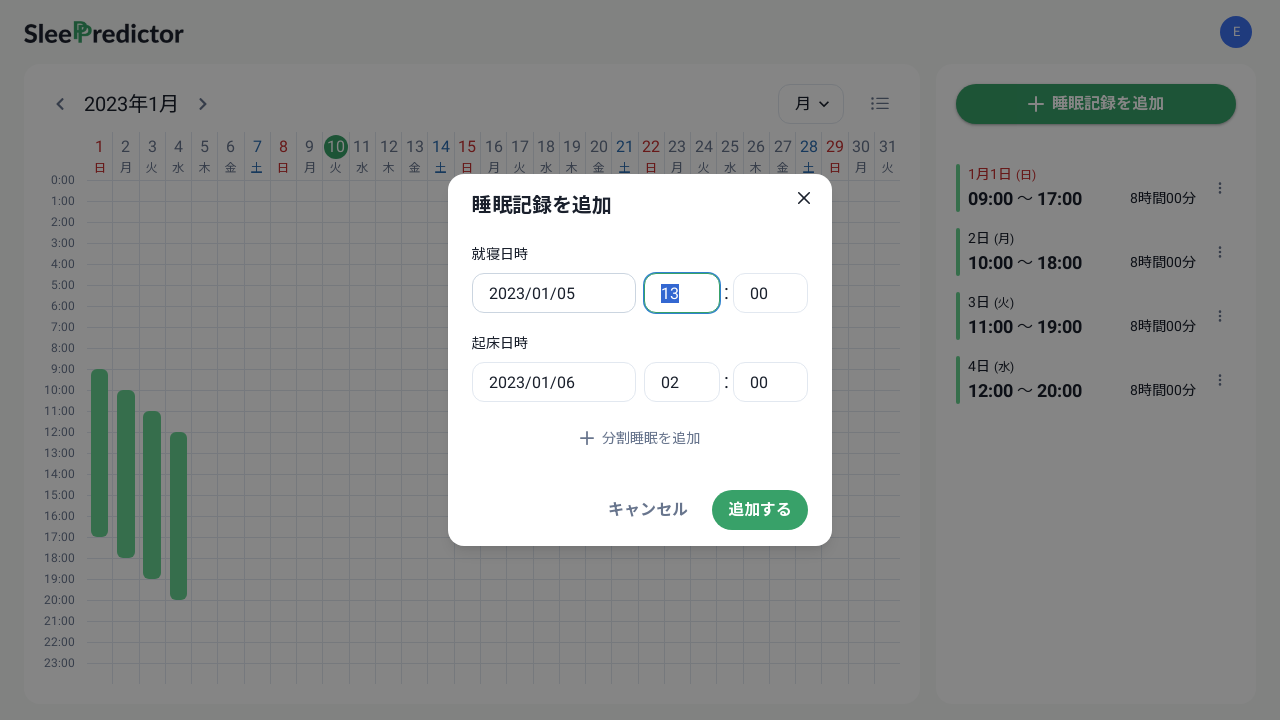 SleePredictor
E
2023年1月
月
睡眠記録を追加
1 2 3 4 5 6 7 8 9 10 11 12 13 14 15 16 17 18 19 20 21 22 23 24 25 26 27 28 29 30 31
日 月 火 水 木 金 土 日 月 火 水 木 金 土 日 月 火 水 木 金 土 日 月 火 水 木 金 土 日 月 火
0:00
1:00
2:00
3:00
4:00
5:00
6:00
7:00
8:00
9:00
10:00
11:00
12:00
13:00
14:00
15:00
16:00
17:00
18:00
19:00
20:00
21:00
22:00
23:00
睡眠記録を追加
就寝日時
2023/01/05 13 : 00
起床日時
2023/01/06 02 : 00
分割睡眠を追加
キャンセル 追加する
1月1日 (日)
09:00 〜 17:00 8時間00分
2日 (月)
10:00 〜 18:00 8時間00分
3日 (火)
11:00 〜 19:00 8時間00分
4日 (水)
12:00 〜 20:00 8時間00分